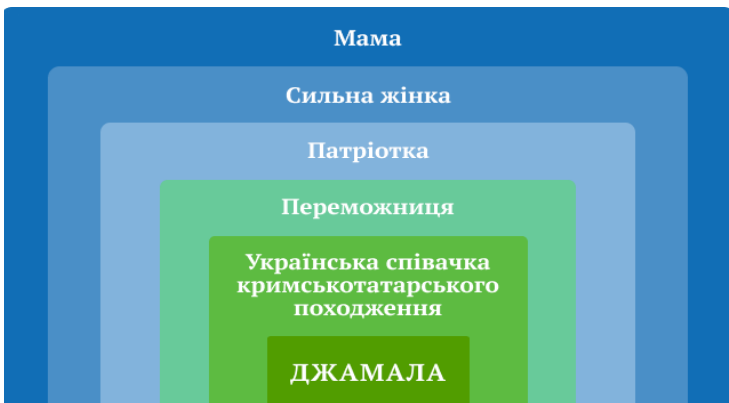 Мама
Сильна жінка
Патріотка
Переможниця
Українська співачка
кримськотатарського
походження
ДЖАМАЛА